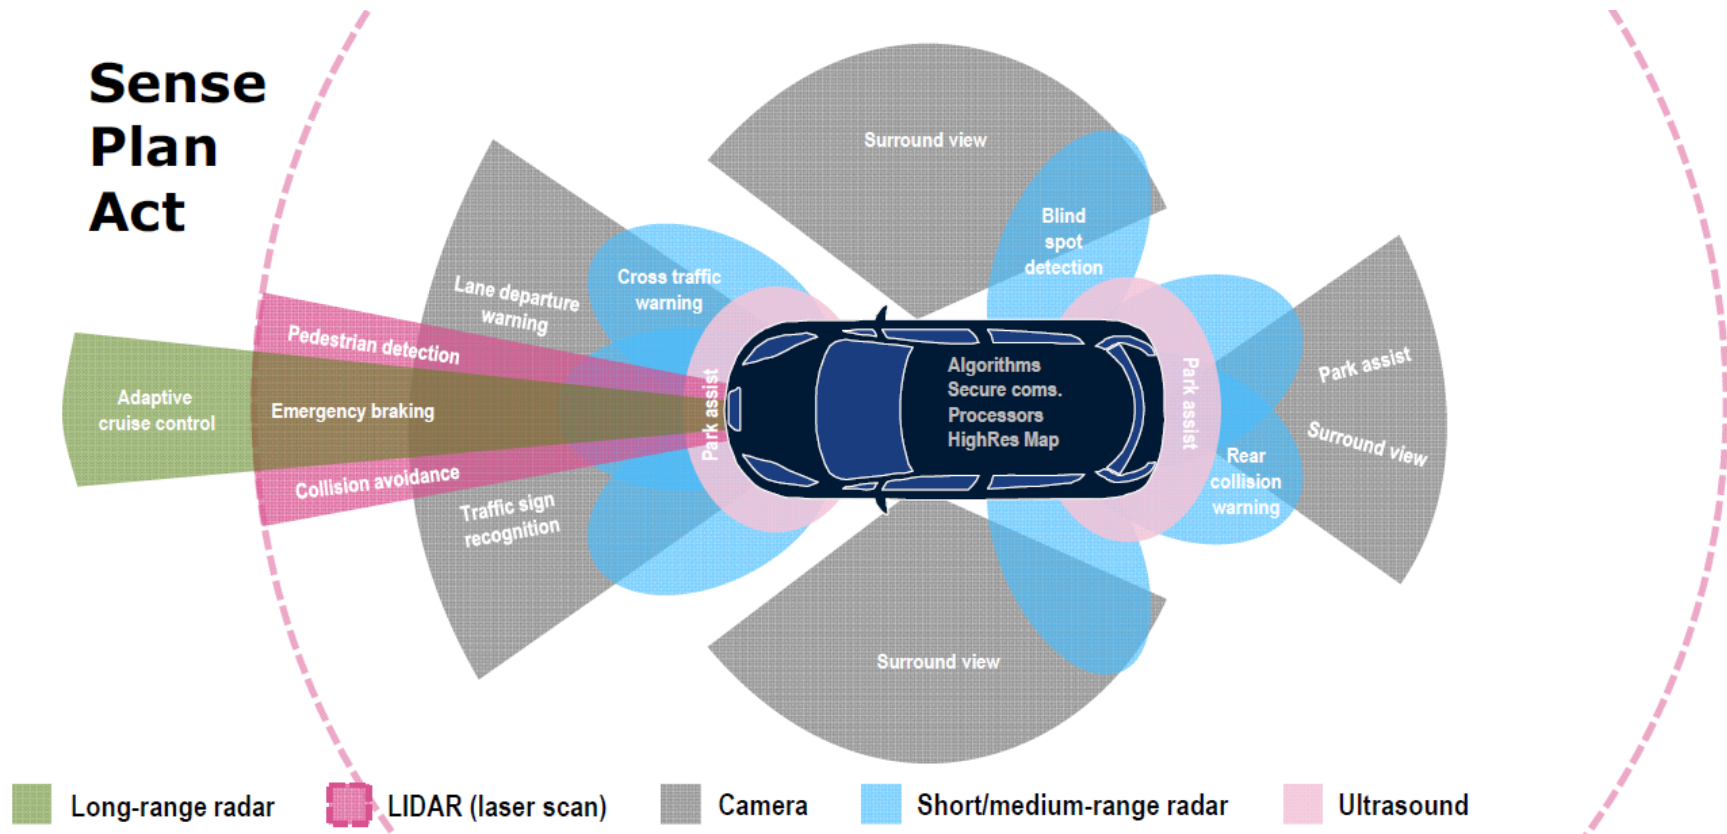 Sense
Plan
Act
Surround view
Blind
spot
detection
Cross traffic
warning
Lane departure
warning
Pedestrian detection
Adaptive
cruise control
Emergency braking
Collision avoidance
Traffic sign
recognition
Park assist
Algorithms
Secure coms.
Processors
HighRes Map
Park assist
Park assist
Surround view
Rear
collision
warning
Surround view
Long-range radar
LIDAR (laser scan)
Camera
Short/medium-range radar
Ultrasound